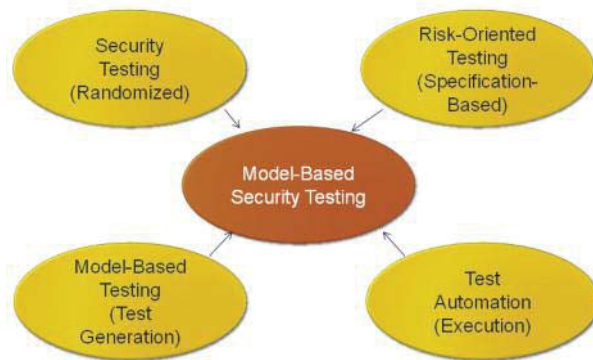 Security
Testing
(Randomized)
Risk-Oriented
Testing
(Specification-
Based)
Model-Based
Security Testing
Model-Based
Testing
(Test
Generation)
Test
Automation
(Execution)